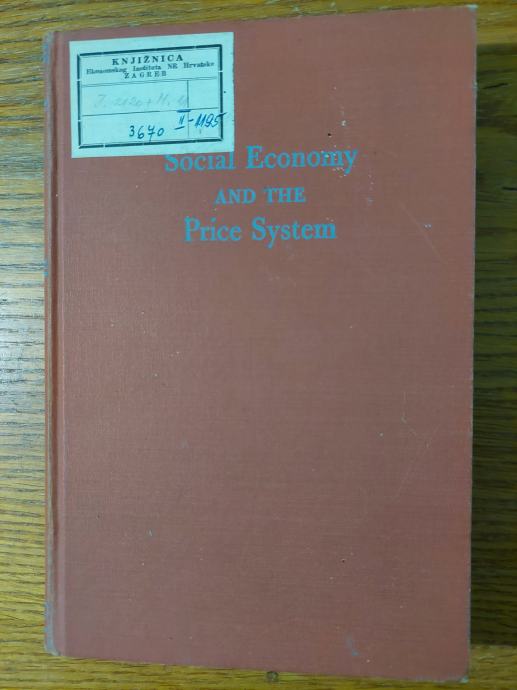 KNJIŽNICA
Ekonomskog Instituta NR Hrvatske
ZAGREB
3670 II-1195
Social Economy
AND THE
Price System